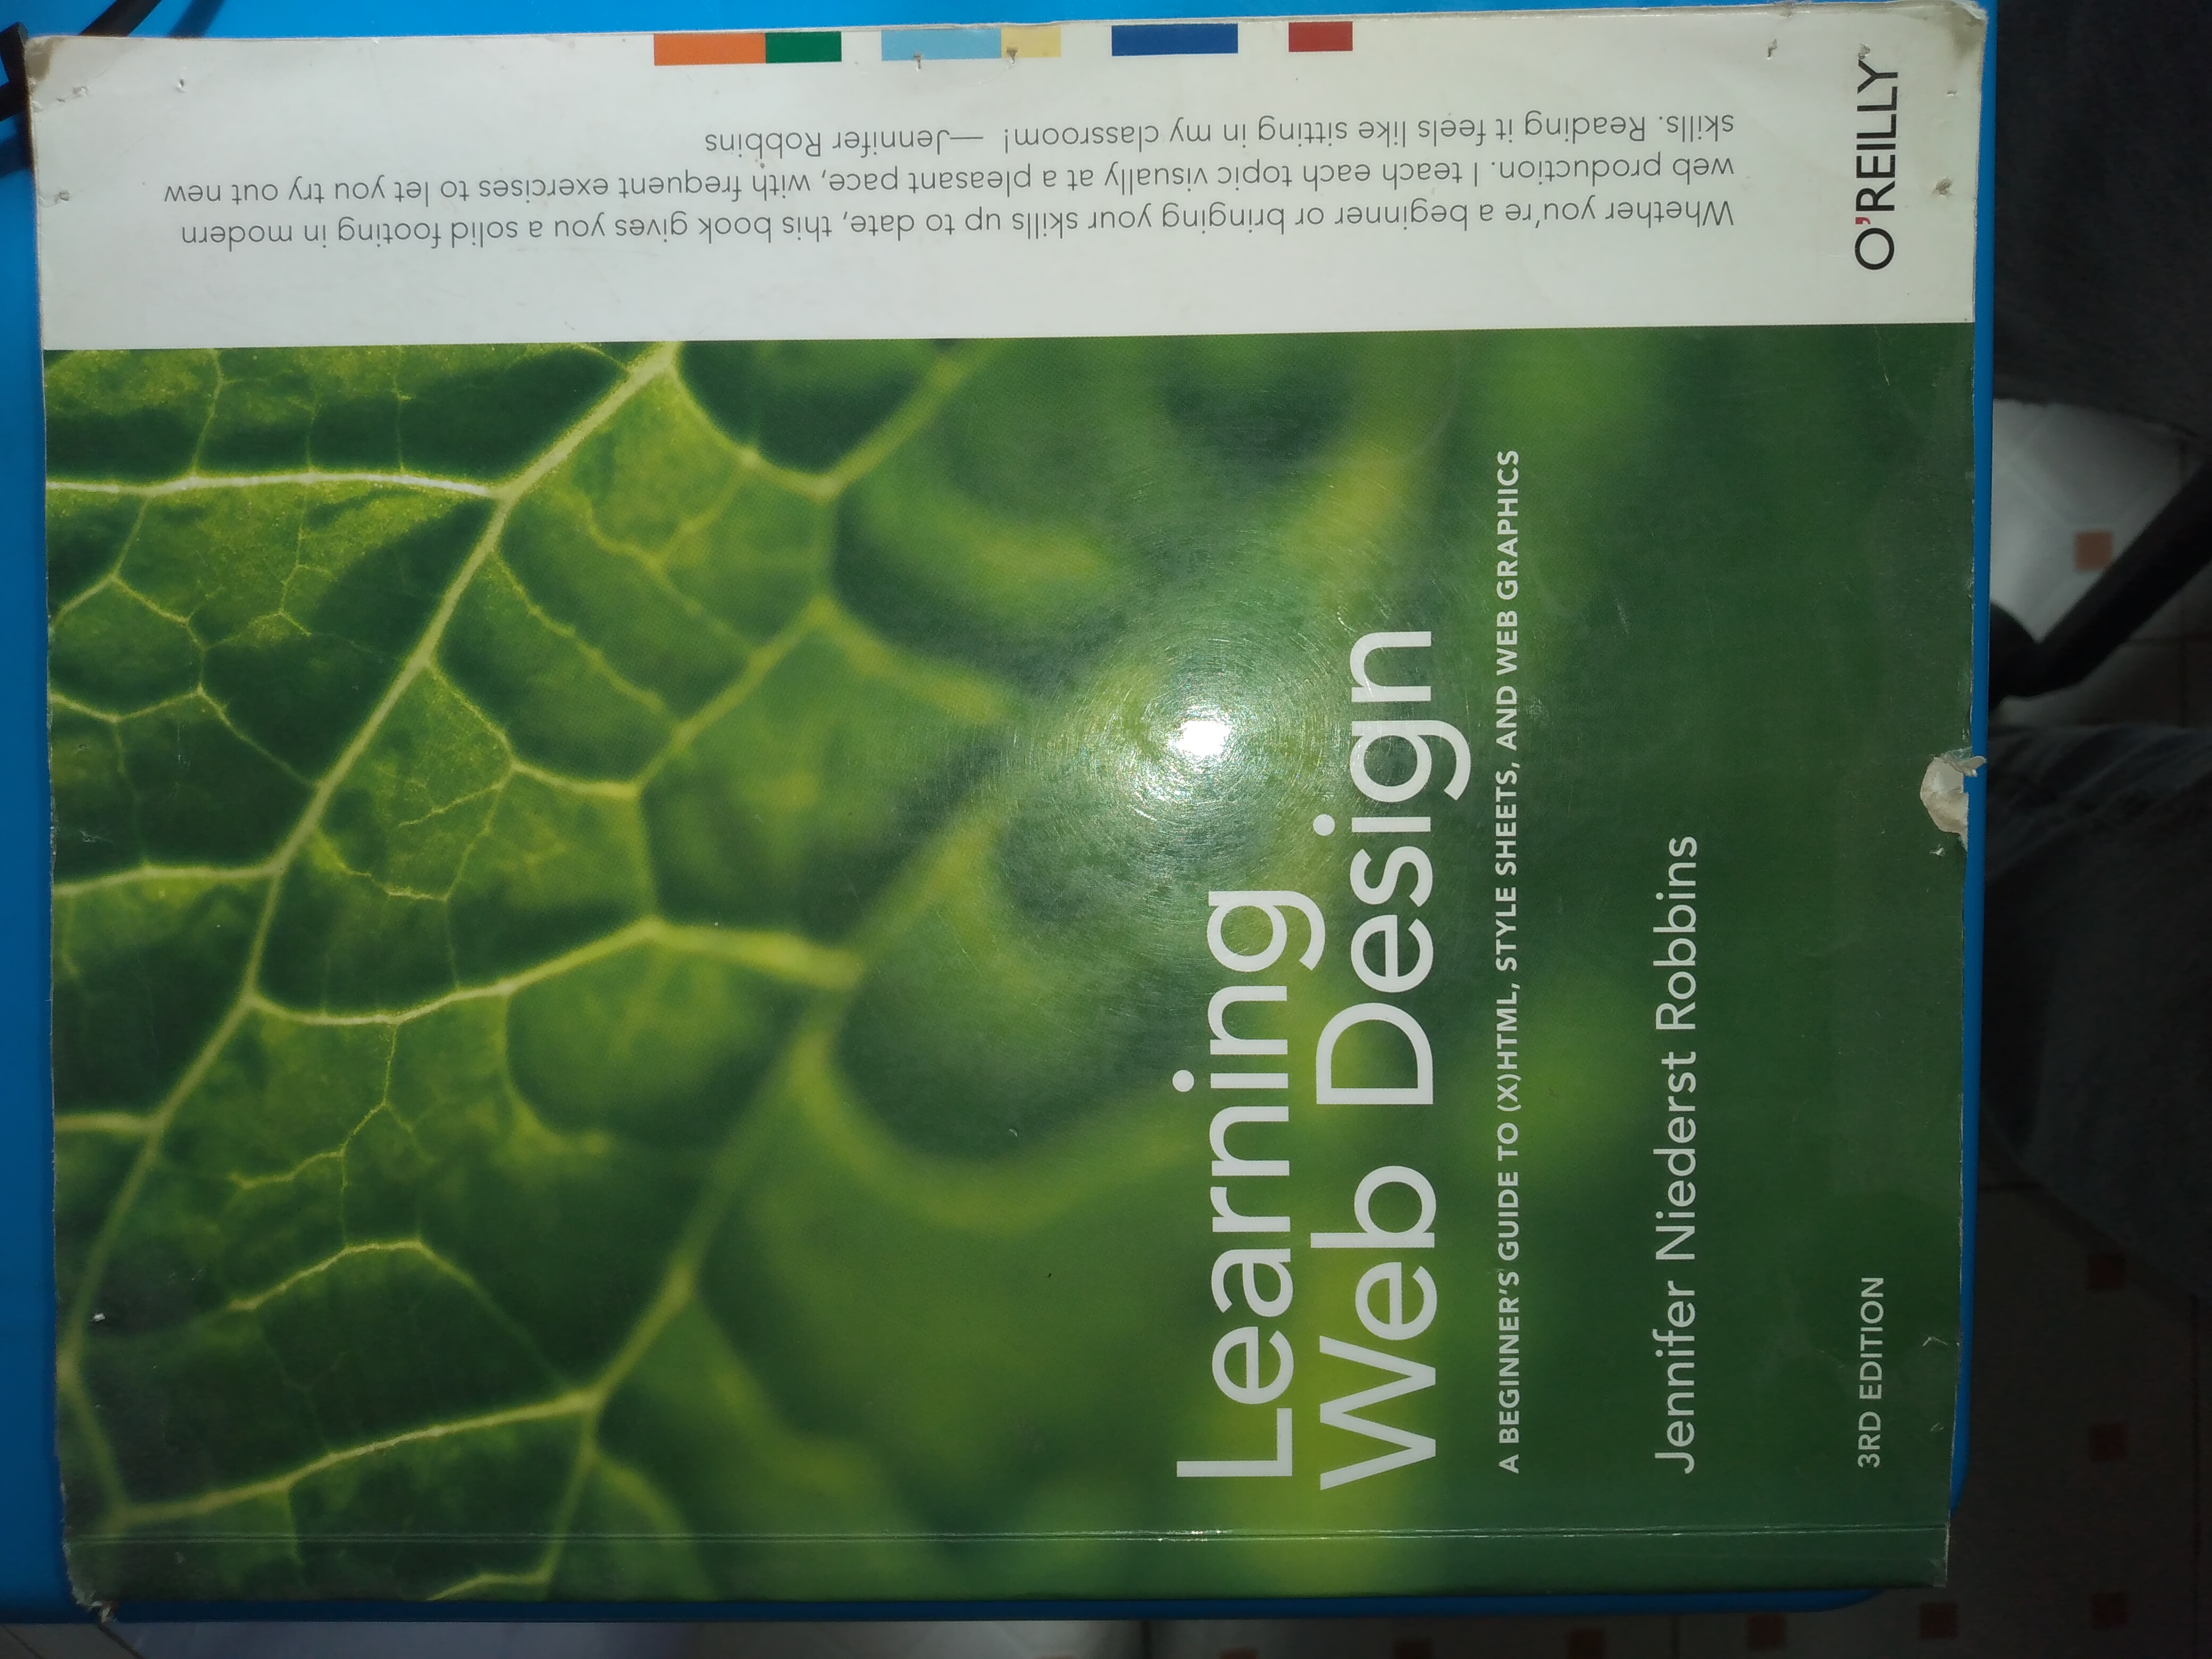 Learning
Web Design
A BEGINNER'S GUIDE TO (X)HTML, STYLE SHEETS, AND WEB GRAPHICS
Jennifer Niederst Robbins
3RD EDITION
Whether you're a beginner or bringing your skills up to date, this book gives you a solid footing in modern
web production. I teach each topic visually at a pleasant pace, with frequent exercises to let you try out new
skills. Reading it feels like sitting in my classroom! —Jennifer Robbins
O'REILLY